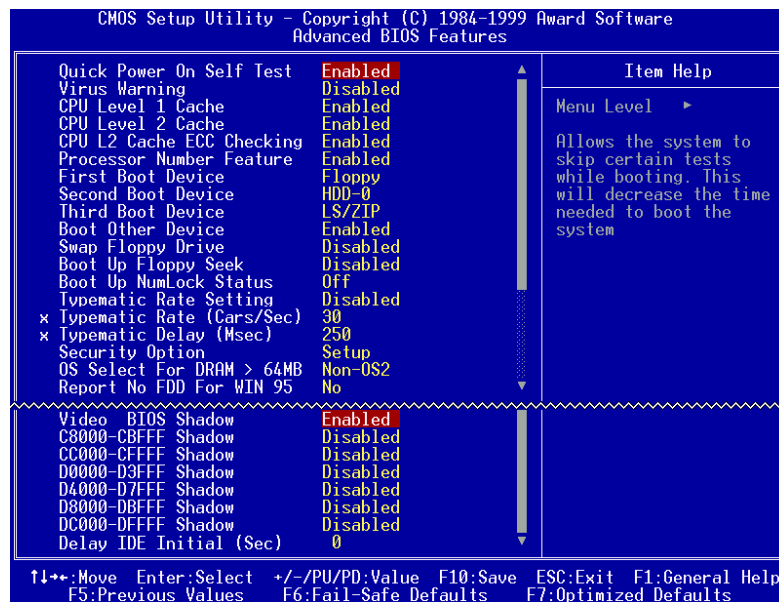 CMOS Setup Utility - Copyright (C) 1984-1999 Award Software
Advanced BIOS Features
Quick Power On Self Test Enabled
Virus Warning Disabled
CPU Level 1 Cache Enabled
CPU Level 2 Cache Enabled
CPU L2 Cache ECC Checking Enabled
Processor Number Feature Enabled
First Boot Device Floppy
Second Boot Device HDD-0
Third Boot Device LS/ZIP
Boot Other Device Enabled
Swap Floppy Drive Disabled
Boot Up Floppy Seek Disabled
Boot Up NumLock Status Off
Typematic Rate Setting Disabled
x Typematic Rate (Cars/Sec) 30
x Typematic Delay (Msec) 250
Security Option Setup
OS Select For DRAM > 64MB Non-OS2
Report No FDD For WIN 95 No
Video BIOS Shadow Enabled
C8000-CBFFF Shadow Disabled
CC000-CFFFF Shadow Disabled
D0000-D3FFF Shadow Disabled
D4000-D7FFF Shadow Disabled
D8000-DBFFF Shadow Disabled
DC000-DFFFF Shadow Disabled
Delay IDE Initial (Sec) 0
Item Help
Menu Level ►
Allows the system to
skip certain tests
while booting. This
will decrease the time
needed to boot the
system
↑↓→←:Move Enter:Select +/-/PU/PD:Value F10:Save ESC:Exit F1:General Help
F5:Previous Values F6:Fail-Safe Defaults F7:Optimized Defaults